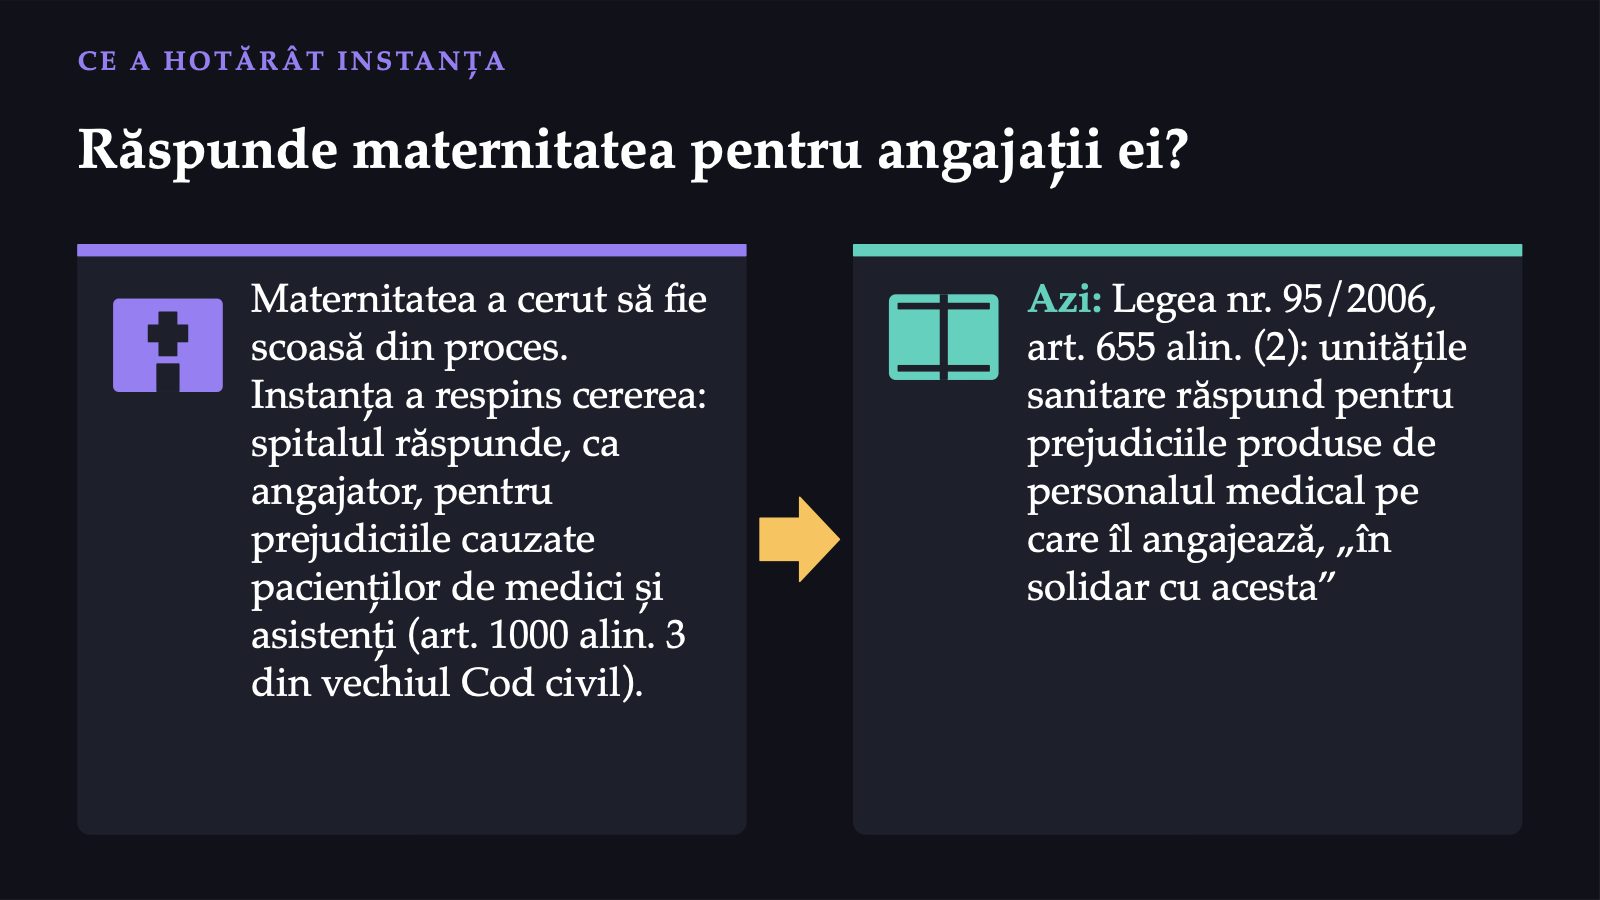 CE A HOTĂRÂT INSTANȚA
Răspunde maternitatea pentru angajații ei?
Maternitatea a cerut să fie
scoasă din proces.
Instanța a respins cererea:
spitalul răspunde, ca
angajator, pentru
prejudiciile cauzate
pacienților de medici și
asistenți (art. 1000 alin. 3
din vechiul Cod civil).
Azi: Legea nr. 95/2006,
art. 655 alin. (2): unitățile
sanitare răspund pentru
prejudiciile produse de
personalul medical pe
care îl angajează, „în
solidar cu acesta”